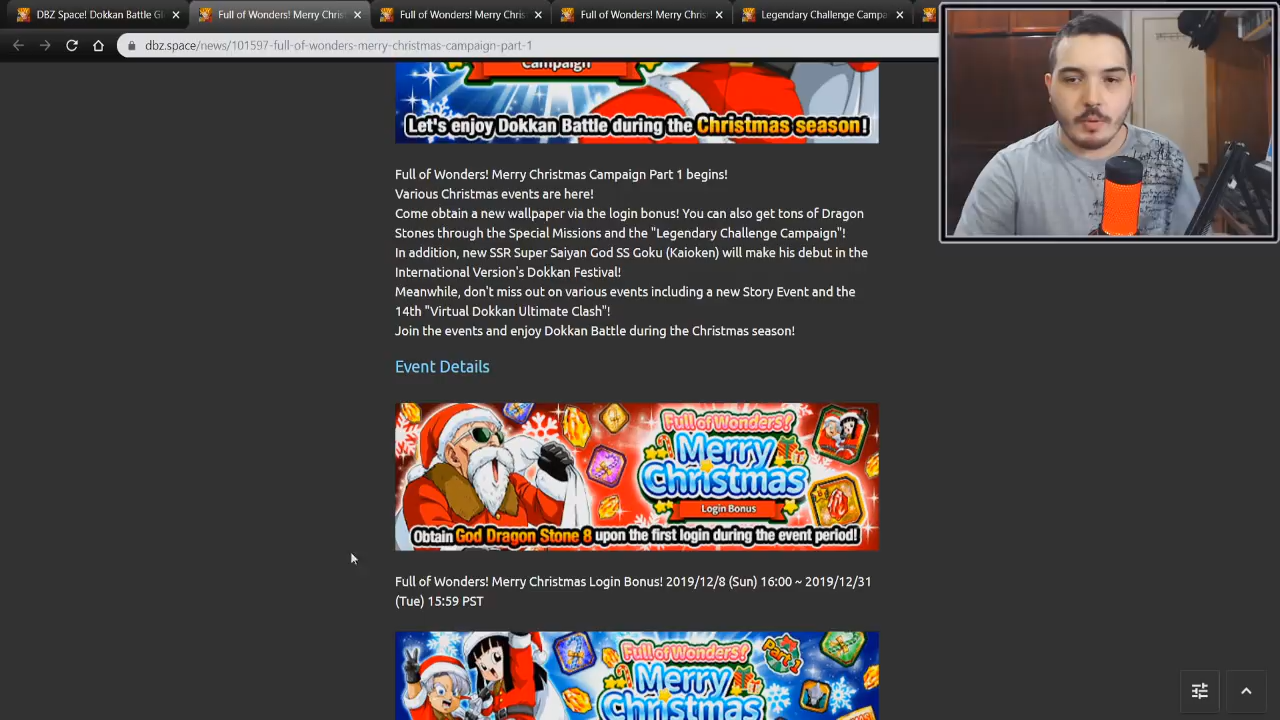 DBZ Space! Dokkan Battle Gl
Full of Wonders! Merry Christ
Full of Wonders! Merry Chris
Full of Wonders! Merry Chris
Legendary Challenge Campa
dbz.space/news/101597-full-of-wonders-merry-christmas-campaign-part-1
Campaign
Let's enjoy Dokkan Battle during the Christmas season!
Full of Wonders! Merry Christmas Campaign Part 1 begins!
Various Christmas events are here!
Come obtain a new wallpaper via the login bonus! You can also get tons of Dragon
Stones through the Special Missions and the "Legendary Challenge Campaign"!
In addition, new SSR Super Saiyan God SS Goku (Kaioken) will make his debut in the
International Version's Dokkan Festival!
Meanwhile, don't miss out on various events including a new Story Event and the
14th "Virtual Dokkan Ultimate Clash"!
Join the events and enjoy Dokkan Battle during the Christmas season!
Event Details
Full of Wonders!
Merry
Christmas
Login Bonus
Obtain God Dragon Stone 8 upon the first login during the event period!
Full of Wonders! Merry Christmas Login Bonus! 2019/12/8 (Sun) 16:00 ~ 2019/12/31
(Tue) 15:59 PST
Full of Wonders!
Part 1
Merry
Christmas